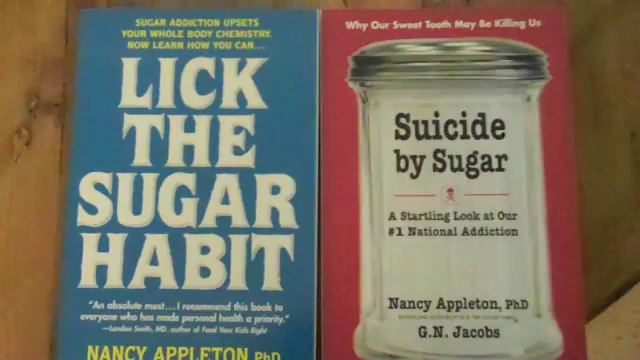 SUGAR ADDICTION UPSETS
YOUR WHOLE BODY CHEMISTRY.
NOW LEARN HOW YOU CAN...
LICK
THE
SUGAR
HABIT
"An absolute must...I recommend this book to
everyone who has made personal health a priority."
—London Smith, MD, author of Feed Your Kids Right
NANCY APPLETON PhD
Why Our Sweet Tooth May Be Killing Us
Suicide
by Sugar
A Startling Look at Our
#1 National Addiction
Nancy Appleton, PhD
G.N. Jacobs